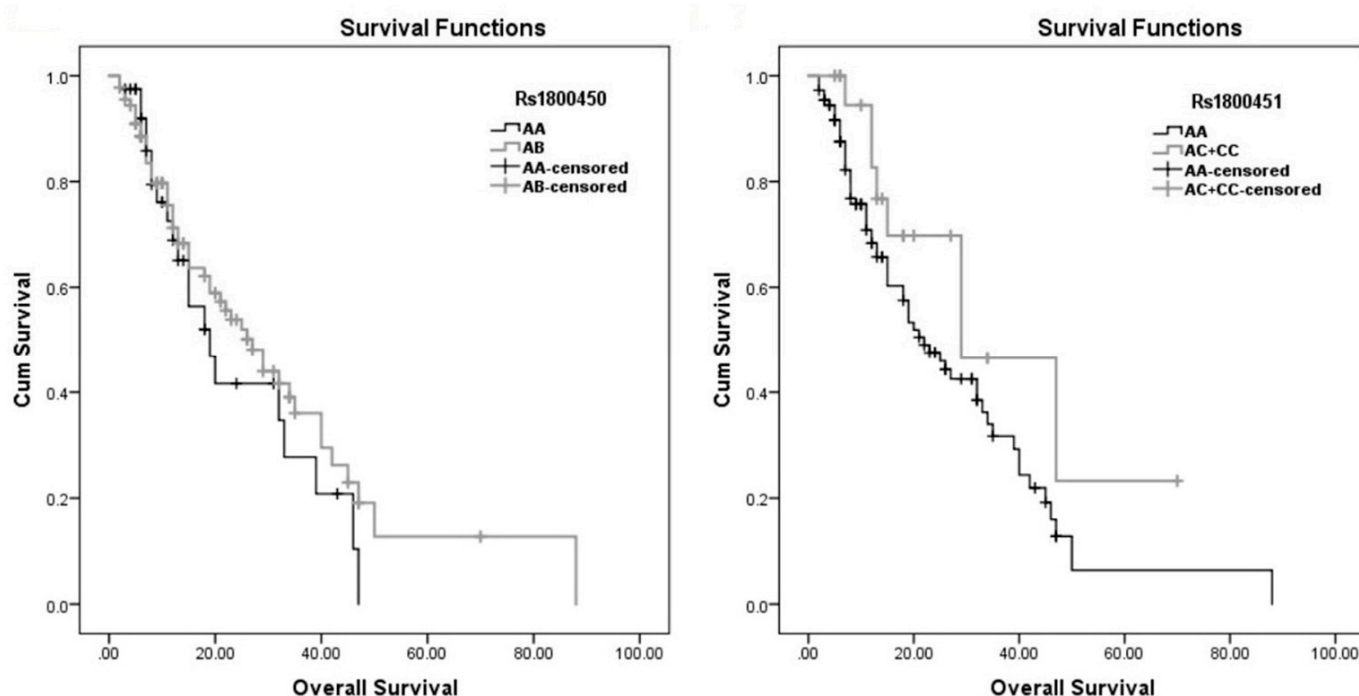 Survival Functions
Rs1800450
AA
AB
AA-censored
AB-censored
1.0
0.8
0.6
0.4
0.2
0.0
Cum Survival
.00 20.00 40.00 60.00 80.00 100.00
Overall Survival
Survival Functions
Rs1800451
AA
AC+CC
AA-censored
AC+CC-censored
1.0
0.8
0.6
0.4
0.2
0.0
Cum Survival
.00 20.00 40.00 60.00 80.00 100.00
Overall Survival